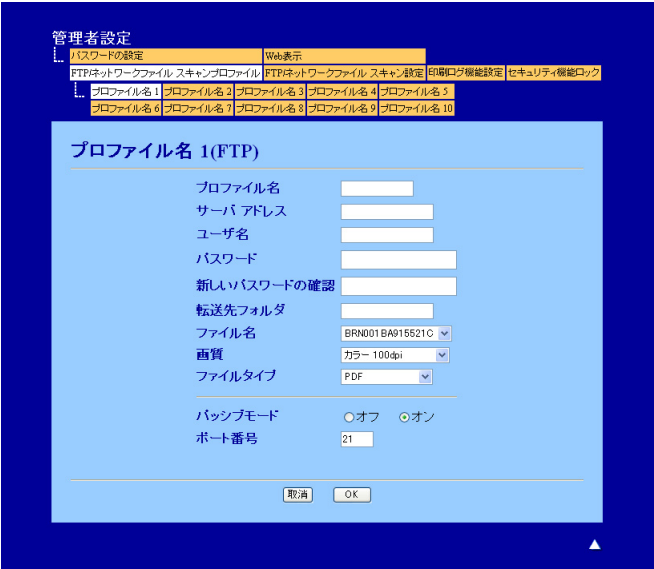 管理者設定
パスワードの設定 Web表示
FTP/ネットワークファイル スキャンプロファイル FTP/ネットワークファイル スキャン設定 印刷ログ機能設定 セキュリティ機能ロック
プロファイル名 1 プロファイル名 2 プロファイル名 3 プロファイル名 4 プロファイル名 5
プロファイル名 6 プロファイル名 7 プロファイル名 8 プロファイル名 9 プロファイル名 10
プロファイル名 1(FTP)
プロファイル名
サーバ アドレス
ユーザ名
パスワード
新しいパスワードの確認
転送先フォルダ
ファイル名 BRN001BA915521C
画質 カラー 100dpi
ファイルタイプ PDF
パッシブモード オフ オン
ポート番号 21
取消 OK